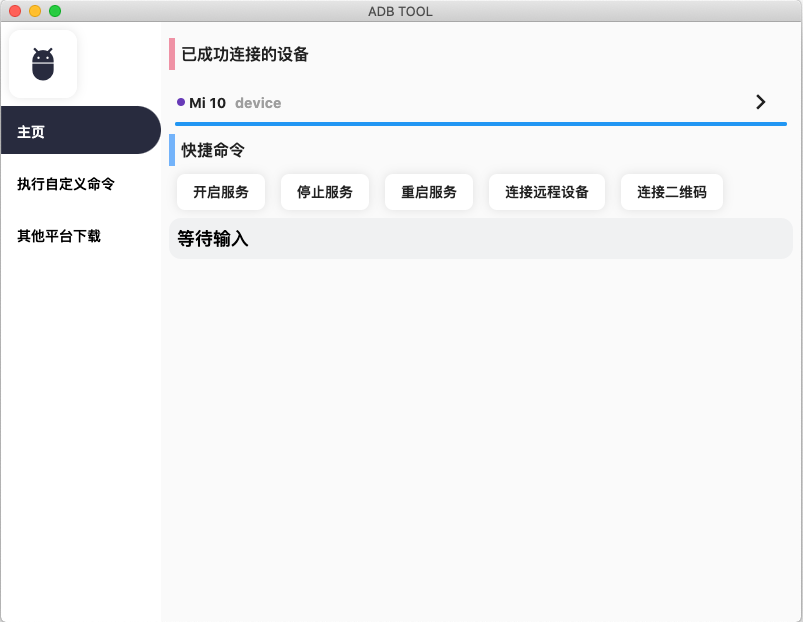 ADB TOOL
主页
执行自定义命令
其他平台下载
已成功连接的设备
Mi 10 device
快捷命令
开启服务 停止服务 重启服务 连接远程设备 连接二维码
等待输入